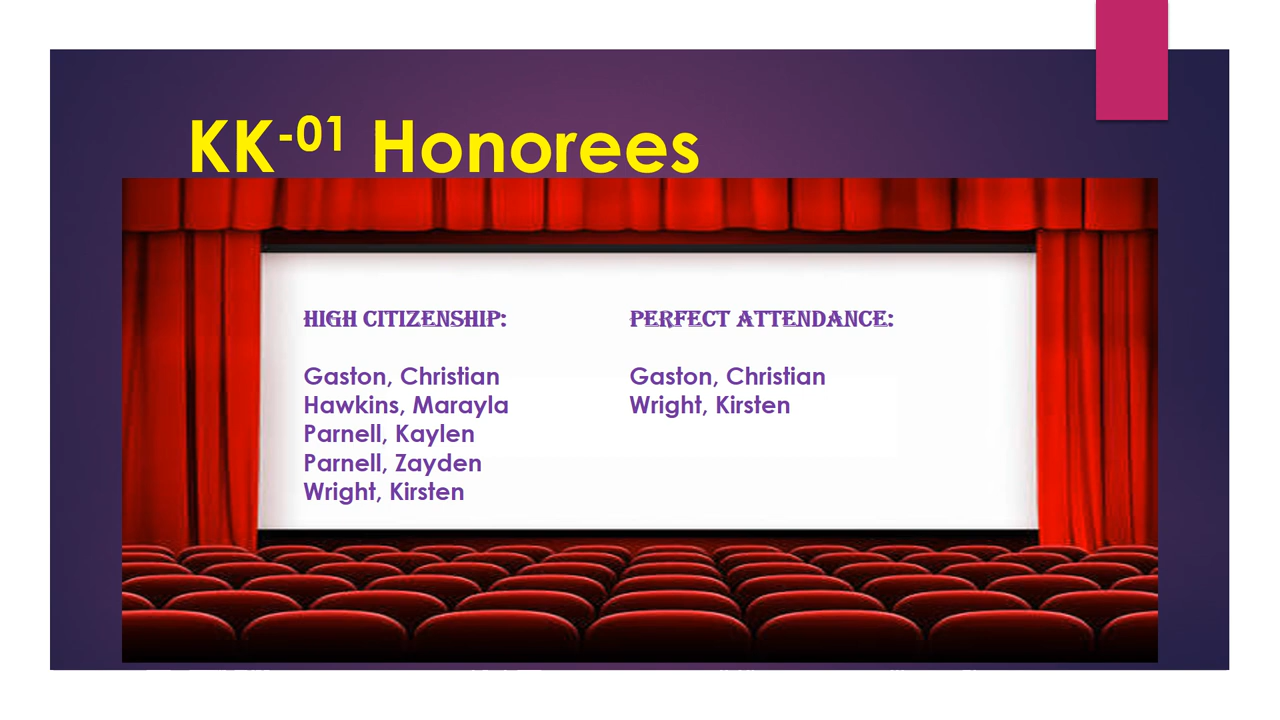 KK-01 Honorees
HIGH CITIZENSHIP:
Gaston, Christian
Hawkins, Marayla
Parnell, Kaylen
Parnell, Zayden
Wright, Kirsten
PERFECT ATTENDANCE:
Gaston, Christian
Wright, Kirsten